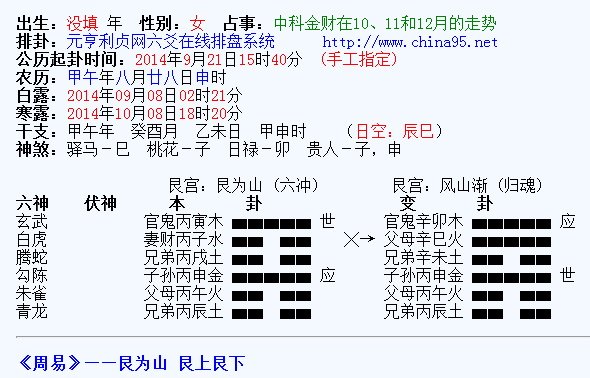 出生：没填 年　性别：女　占事：中科金财在10、11和12月的走势
排卦：元亨利贞网六爻在线排盘系统　　　http://www.china95.net
公历起卦时间：2014年9月21日15时40分　（手工指定）
农历：甲午年八月廿八日申时
白露：2014年09月08日02时21分
寒露：2014年10月08日18时20分
干支：甲午年　癸酉月　乙未日　甲申时　　（日空：辰巳）
神煞：驿马－巳　桃花－子　日禄－卯　贵人－子，申
艮宫：艮为山（六冲）　　艮宫：风山渐（归魂）
六神　伏神　本　卦　变　卦
玄武　官鬼丙寅木　世　官鬼辛卯木　应
白虎　妻财丙子水　×→　父母辛巳火
腾蛇　兄弟丙戌土　兄弟辛未土
勾陈　子孙丙申金　应　子孙丙申金　世
朱雀　父母丙午火　父母丙午火
青龙　兄弟丙辰土　兄弟丙辰土
《周易》——艮为山 艮上艮下